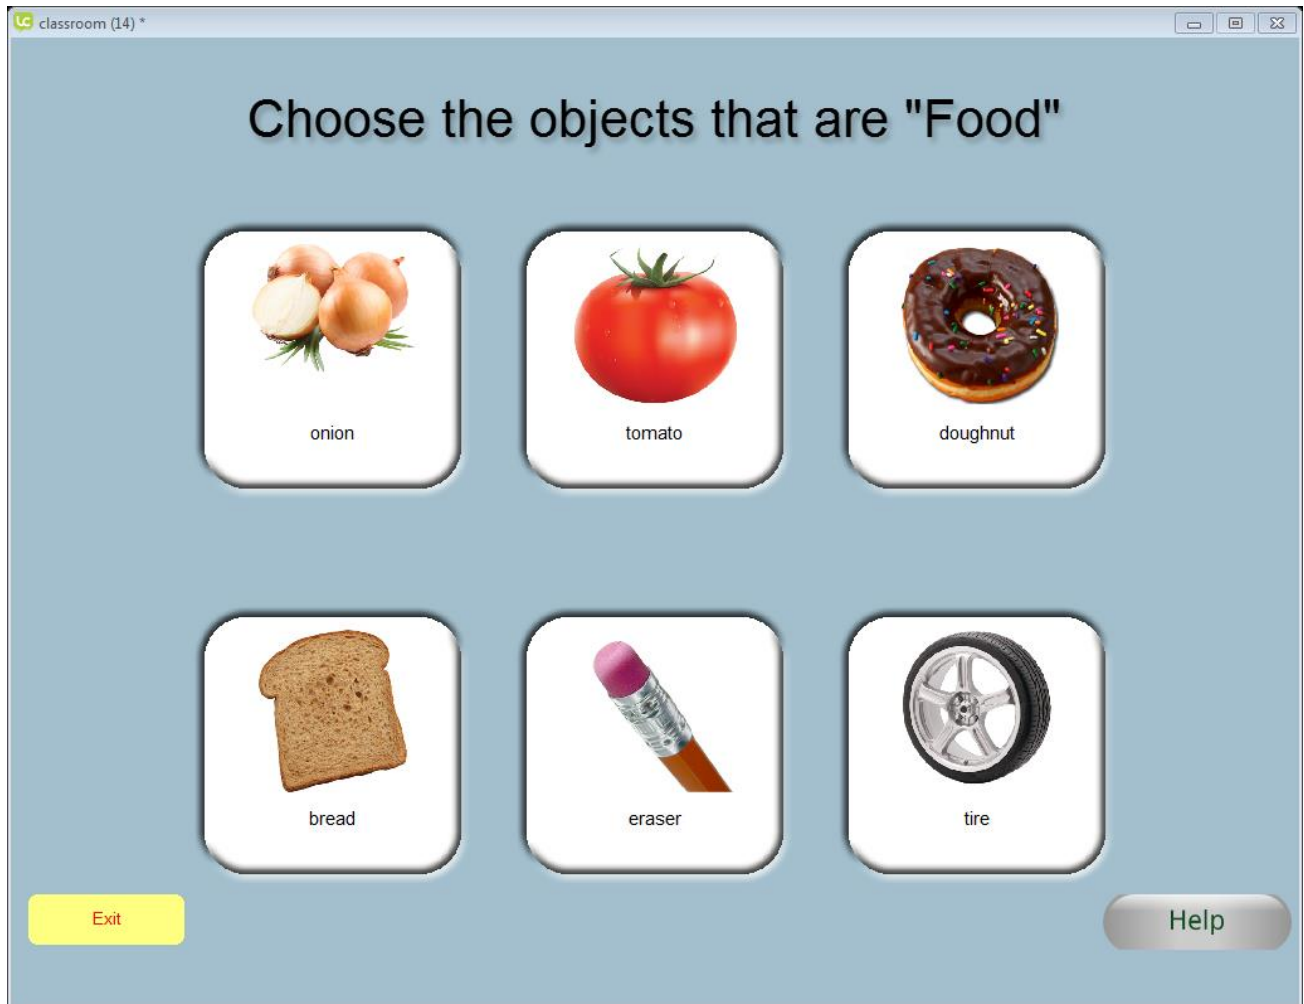 classroom (14) *
Choose the objects that are "Food"
onion
tomato
doughnut
bread
eraser
tire
Exit
Help